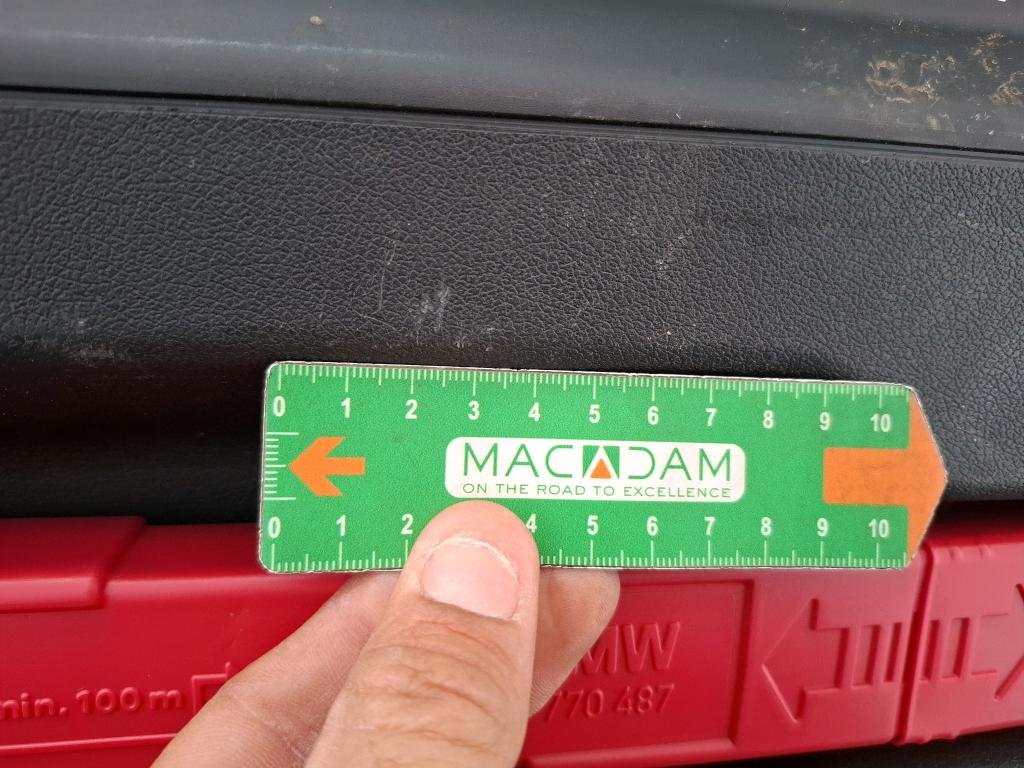 0 1 2 3 4 5 6 7 8 9 10
MACADAM
ON THE ROAD TO EXCELLENCE
0 1 2 4 5 6 7 8 9 10
min. 100 m
MW
770 487